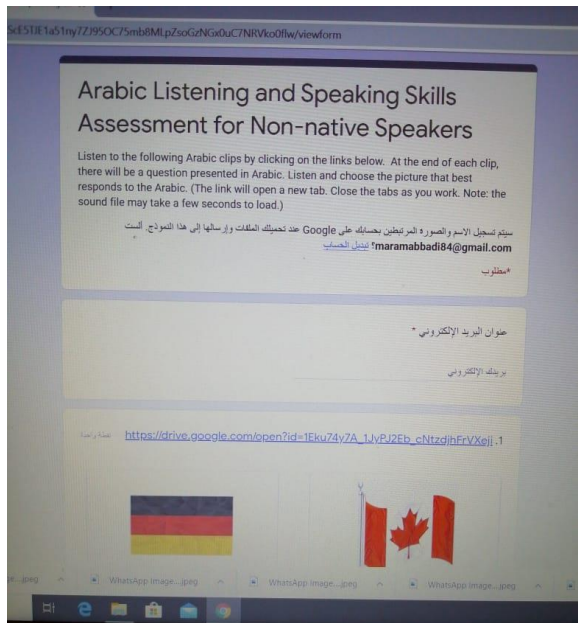 Arabic Listening and Speaking Skills
Assessment for Non-native Speakers
Listen to the following Arabic clips by clicking on the links below. At the end of each clip,
there will be a question presented in Arabic. Listen and choose the picture that best
responds to the Arabic. (The link will open a new tab. Close the tabs as you work. Note: the
sound file may take a few seconds to load.)
سيتم تسجيل الاسم والصورة المرتبطين بحسابك على Google عند تحميلك الملفات وإرسالها إلى هذا النموذج. ألست
maramabbadi84@gmail.com؟ تبديل الحساب
*مطلوب
عنوان البريد الإلكتروني *
بريدك الإلكتروني
1. https://drive.google.com/open?id=1Eku74y7A_1JyPJ2Eb_cNtzdjhFrVXeji نقطة واحدة
WhatsApp Image....jpeg
WhatsApp Image....jpeg
WhatsApp Image....jpeg